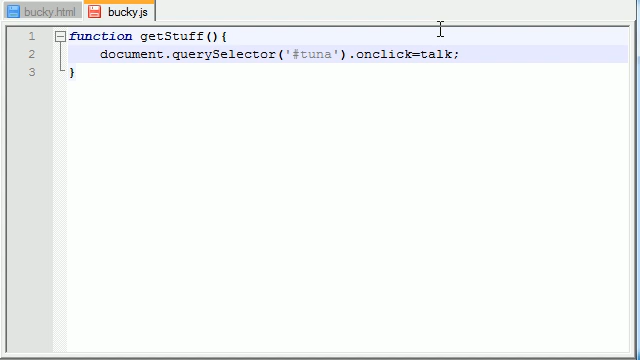 bucky.html bucky.js
1 function getStuff(){
2 document.querySelector('#tuna').onclick=talk;
3 }